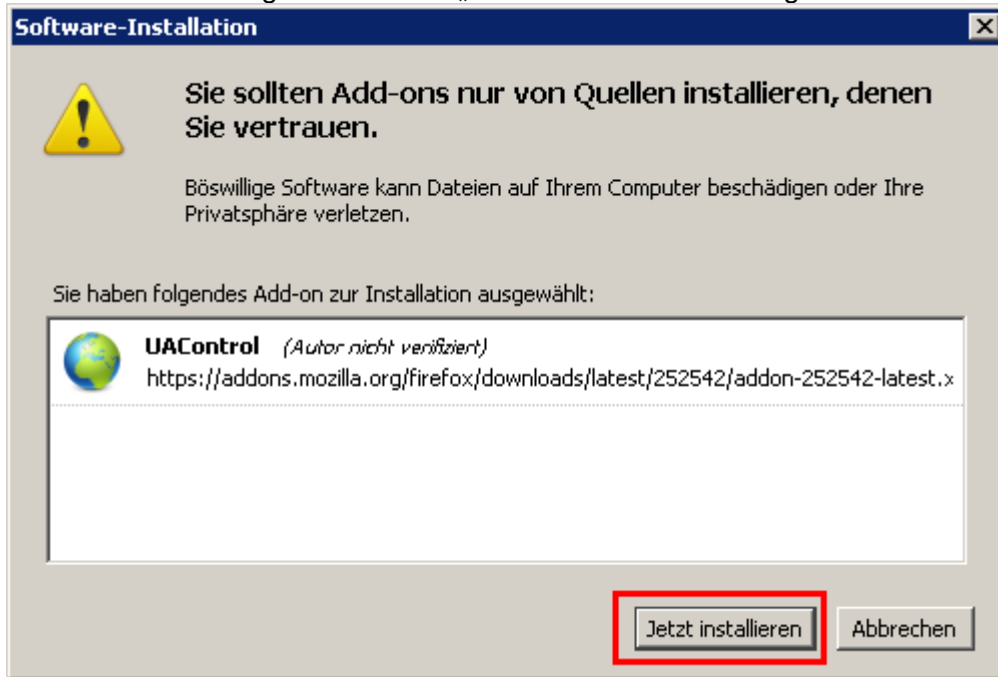 Software-Installation
Sie sollten Add-ons nur von Quellen installieren, denen
Sie vertrauen.
Böswillige Software kann Dateien auf Ihrem Computer beschädigen oder Ihre
Privatsphäre verletzen.
Sie haben folgendes Add-on zur Installation ausgewählt:
UAControl (Autor nicht verifiziert)
https://addons.mozilla.org/firefox/downloads/latest/252542/addon-252542-latest.x
Jetzt installieren Abbrechen